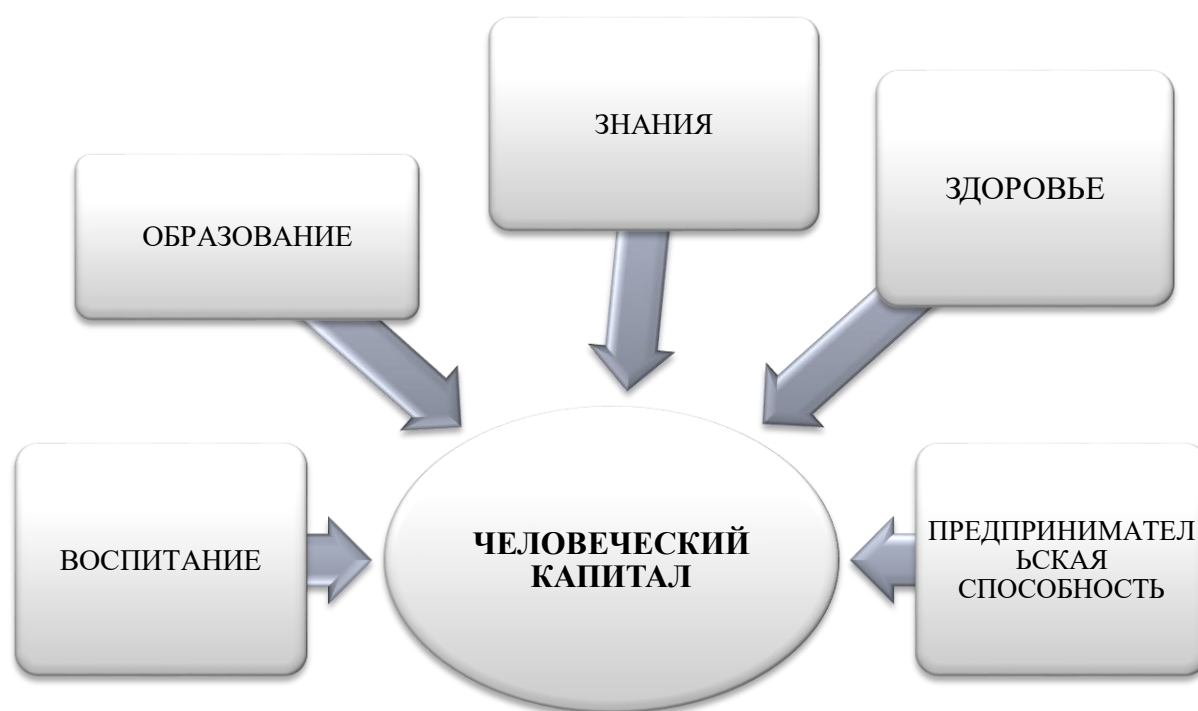 ЗНАНИЯ
ЗДОРОВЬЕ
ОБРАЗОВАНИЕ
ВОСПИТАНИЕ
ЧЕЛОВЕЧЕСКИЙ
КАПИТАЛ
ПРЕДПРИНИМАТЕЛ
ЬСКАЯ
СПОСОБНОСТЬ